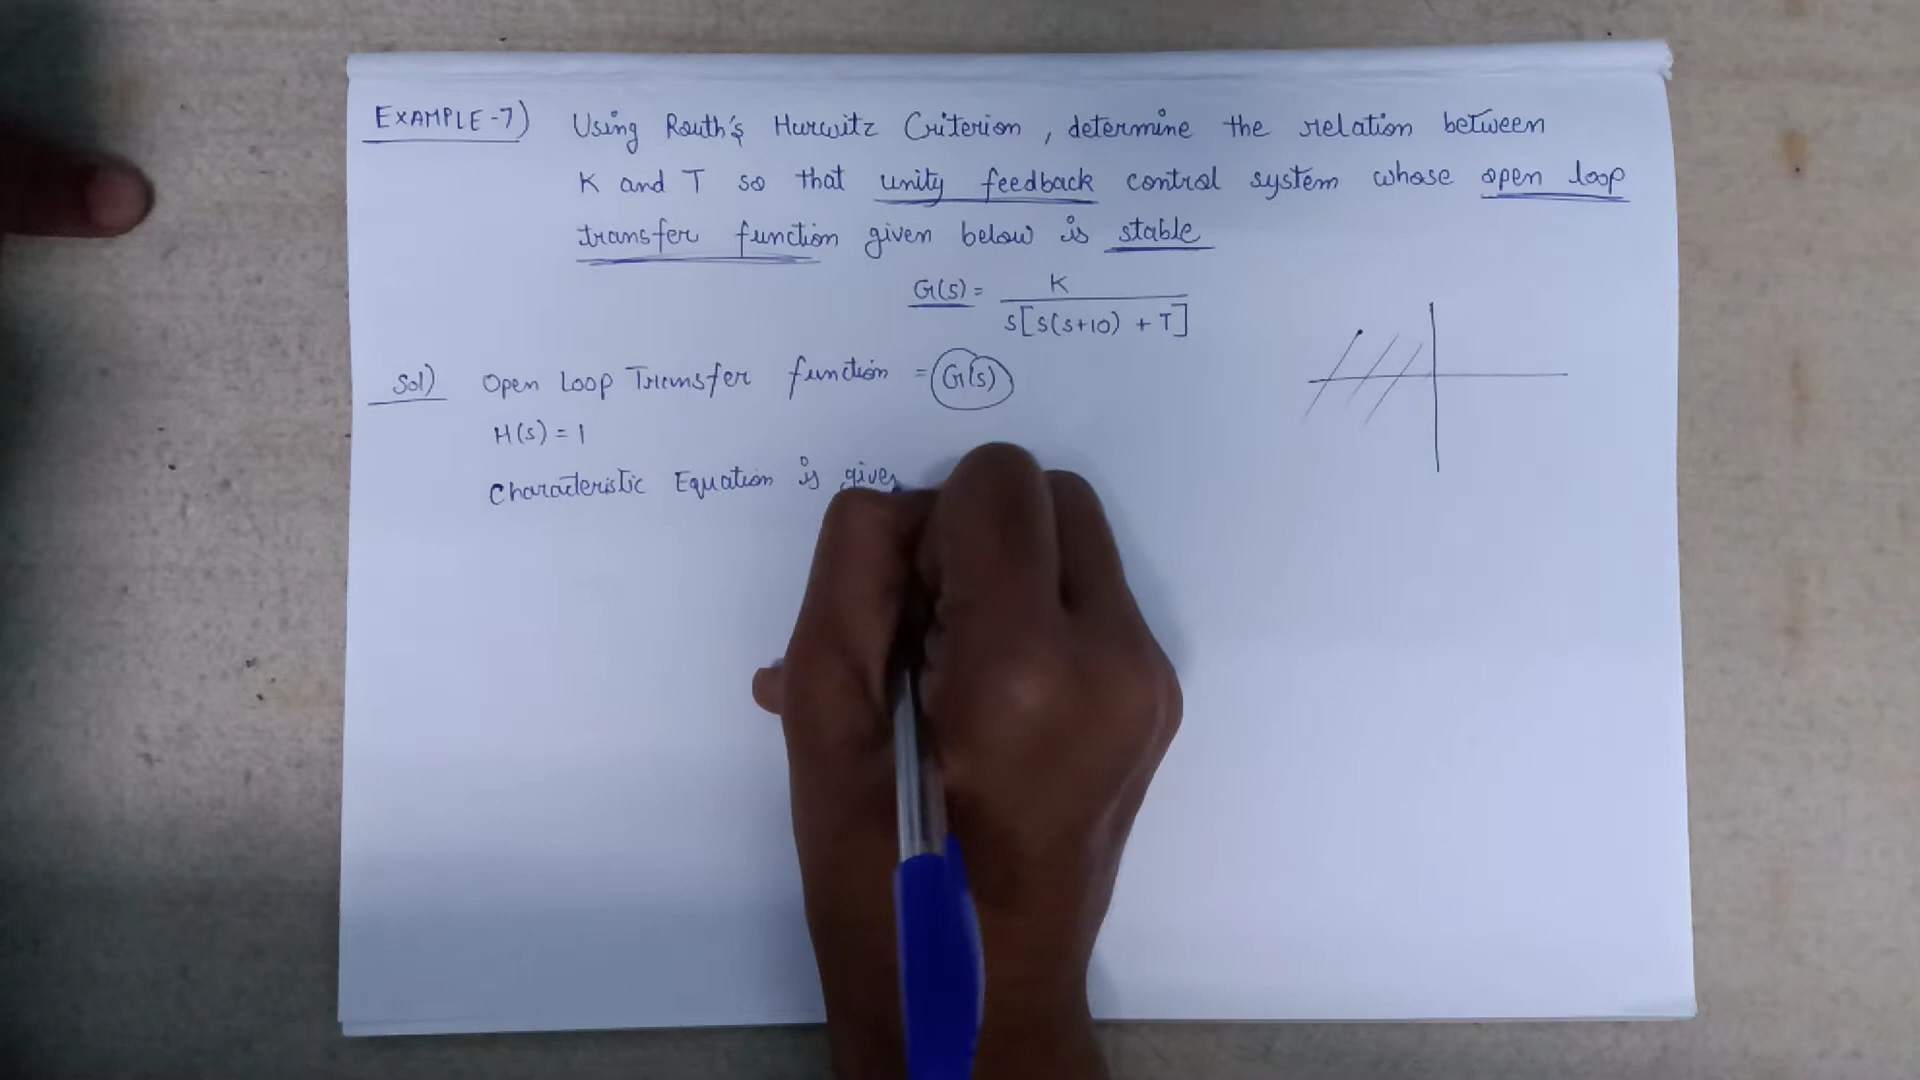 EXAMPLE-7) Using Routh's Hurwitz Criterion, determine the relation between
K and T so that unity feedback control system whose open loop
transfer function given below is stable
G(s) = K / s[s(s+10) + T]
Sol) Open Loop Transfer function = G(s)
H(s) = 1
Characteristic Equation is given